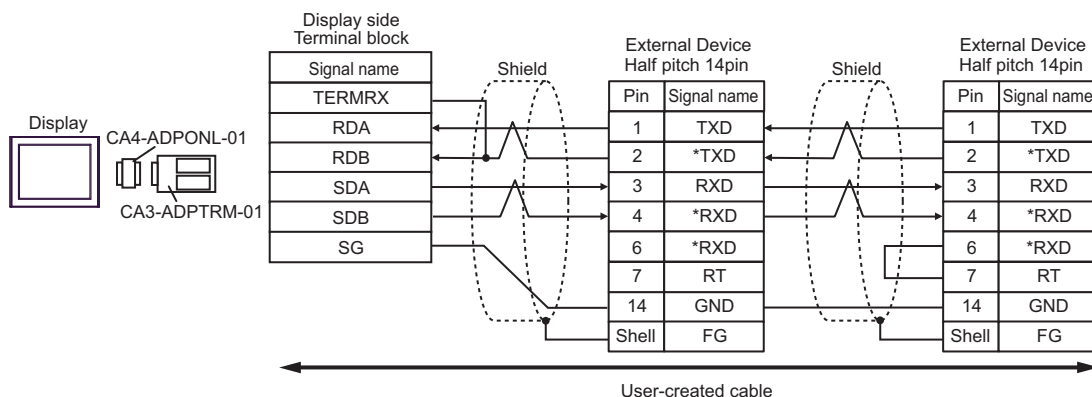 Display side
Terminal block
Signal name
TERMRX
RDA
RDB
SDA
SDB
SG
Display
CA4-ADPONL-01
CA3-ADPTRM-01
Shield
External Device
Half pitch 14pin
Pin Signal name
1 TXD
2 *TXD
3 RXD
4 *RXD
6 *RXD
7 RT
14 GND
Shell FG
Shield
External Device
Half pitch 14pin
Pin Signal name
1 TXD
2 *TXD
3 RXD
4 *RXD
6 *RXD
7 RT
14 GND
Shell FG
User-created cable